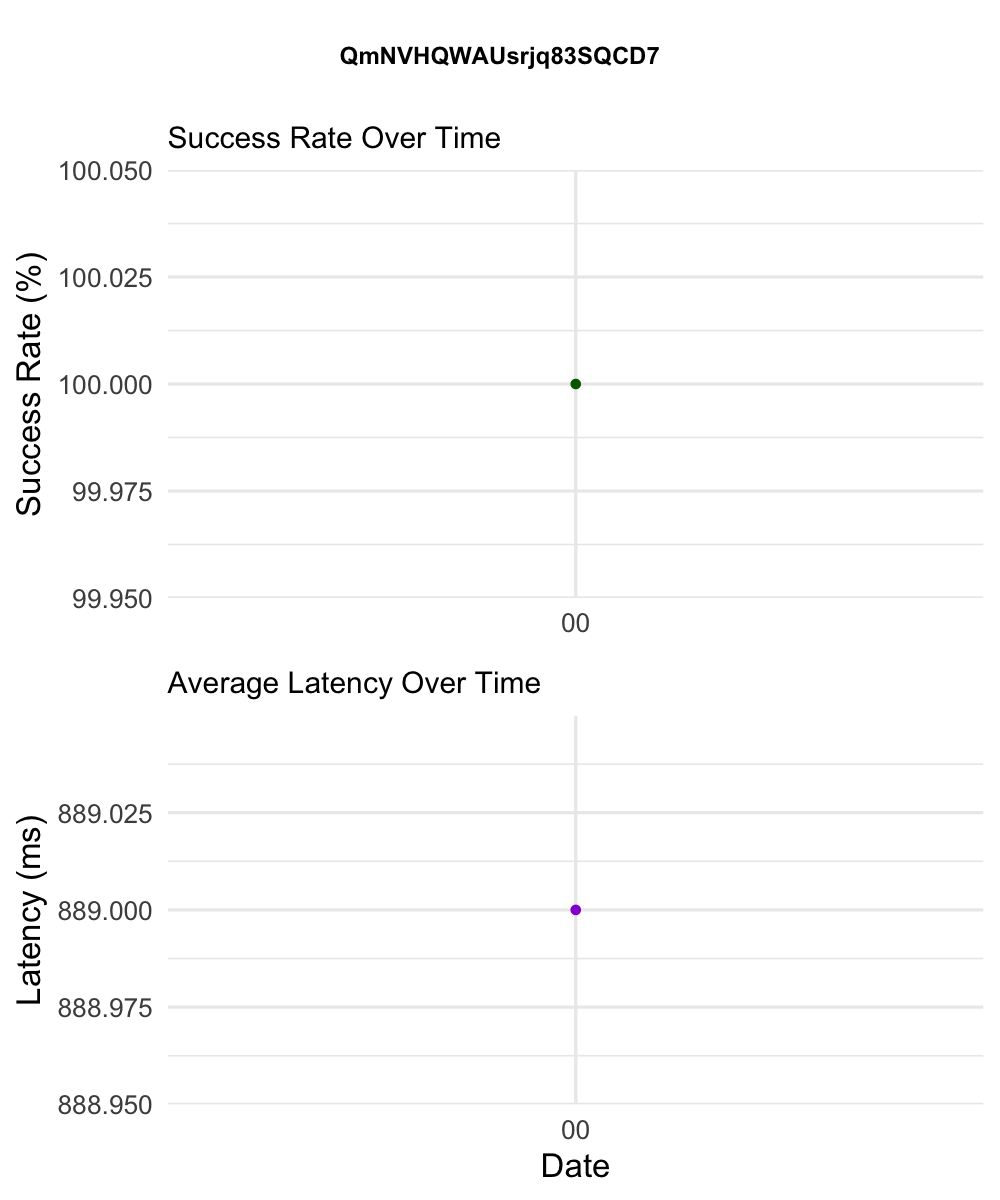 QmNVHQWAUsrjq83SQCD7
Success Rate Over Time
Success Rate (%)
100.050
100.025
100.000
99.975
99.950
00
Average Latency Over Time
Latency (ms)
889.025
889.000
888.975
888.950
00
Date